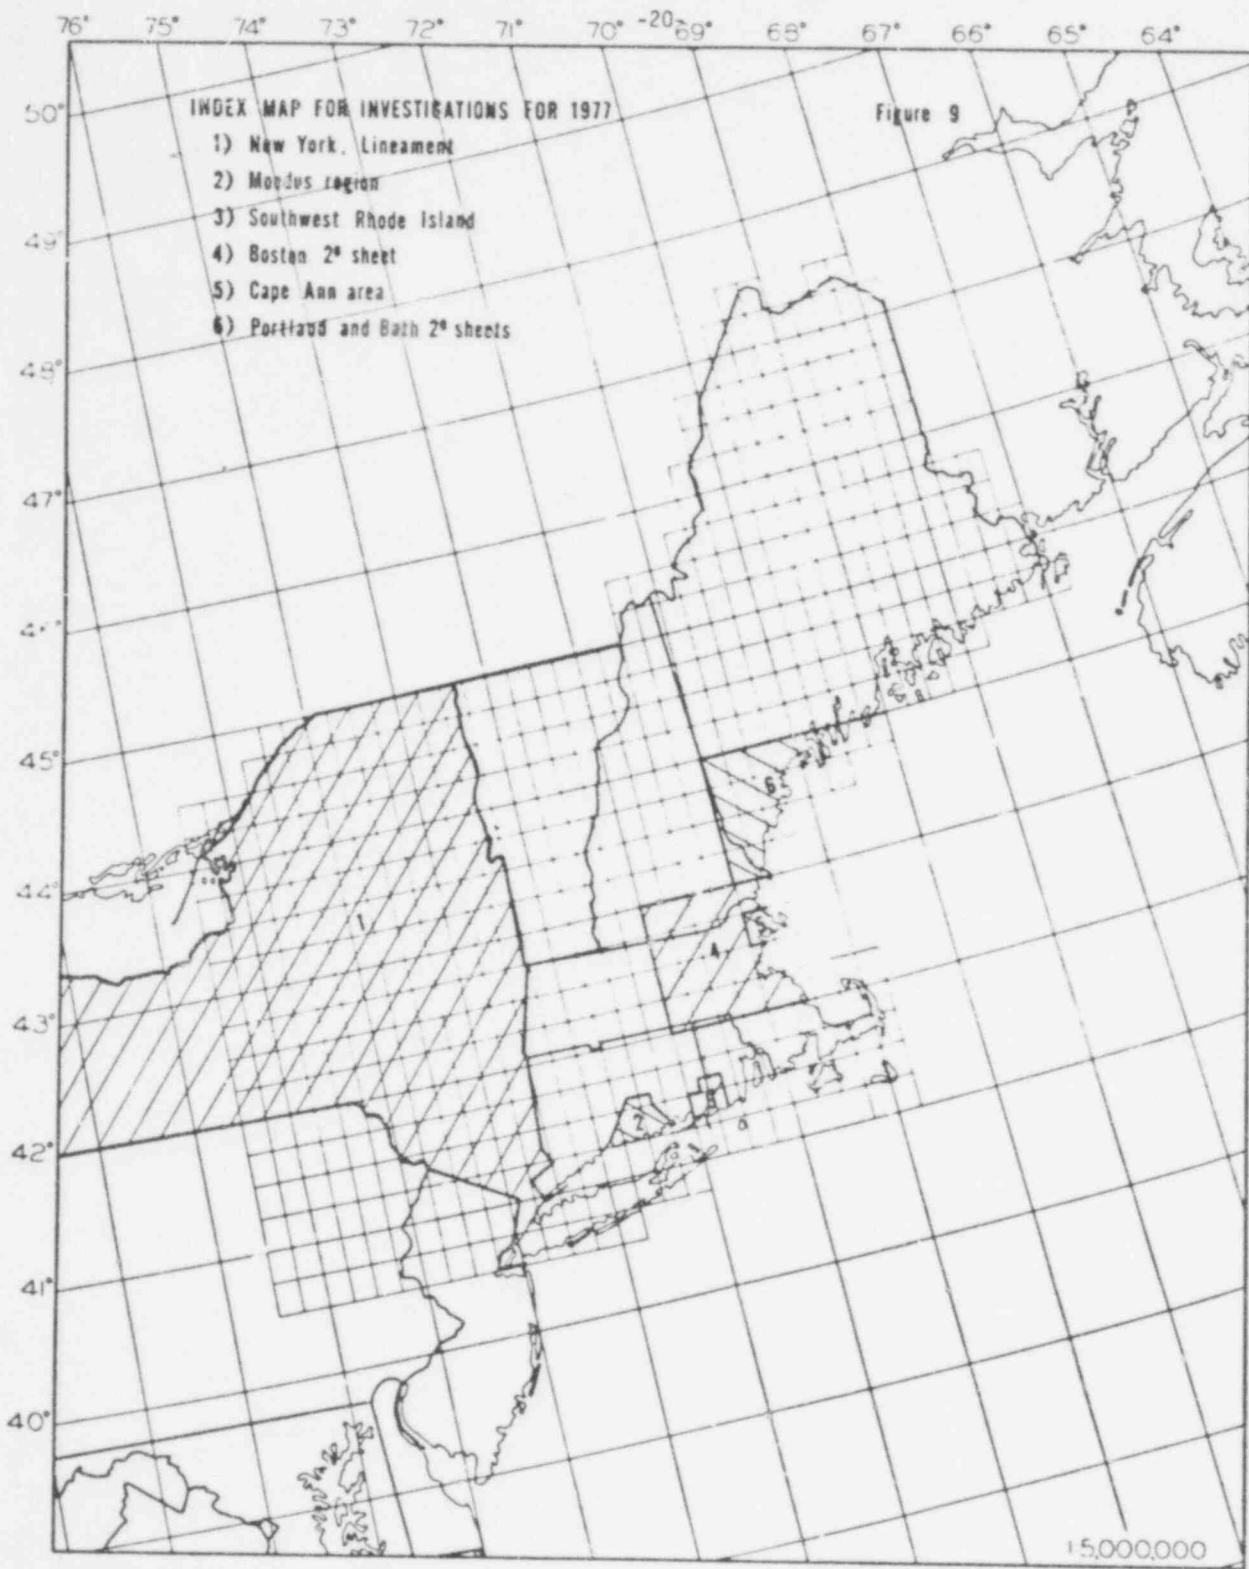 -20-
76° 75° 74° 73° 72° 71° 70° 69° 68° 67° 66° 65° 64°
INDEX MAP FOR INVESTIGATIONS FOR 1977
Figure 9
1) New York, Lineament
2) Moodus region
3) Southwest Rhode Island
4) Boston 2° sheet
5) Cape Ann area
6) Portland and Bath 2° sheets
50°
49°
48°
47°
46°
45°
44°
43°
42°
41°
40°
6
1
5
4
3
2
1:5,000,000